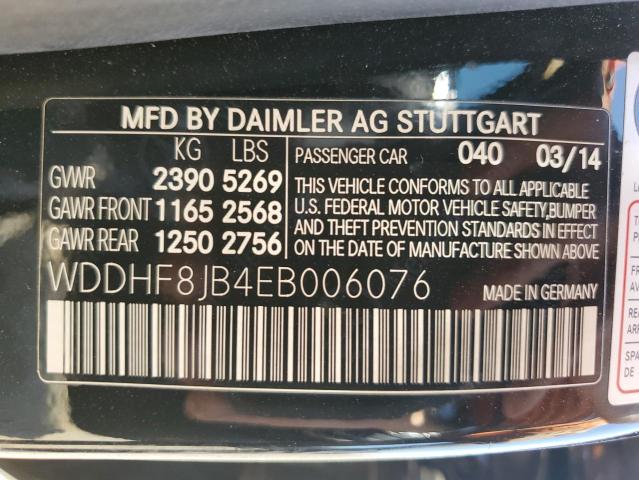 MFD BY DAIMLER AG STUTTGART
KG LBS
GWR 2390 5269
GAWR FRONT 1165 2568
GAWR REAR 1250 2756
PASSENGER CAR 040 03/14
THIS VEHICLE CONFORMS TO ALL APPLICABLE
U.S. FEDERAL MOTOR VEHICLE SAFETY,BUMPER
AND THEFT PREVENTION STANDARDS IN
EFFECT ON THE DATE OF MANUFACTURE SHOWN ABOVE.
WDDHF8JB4EB006076 MADE IN GERMANY